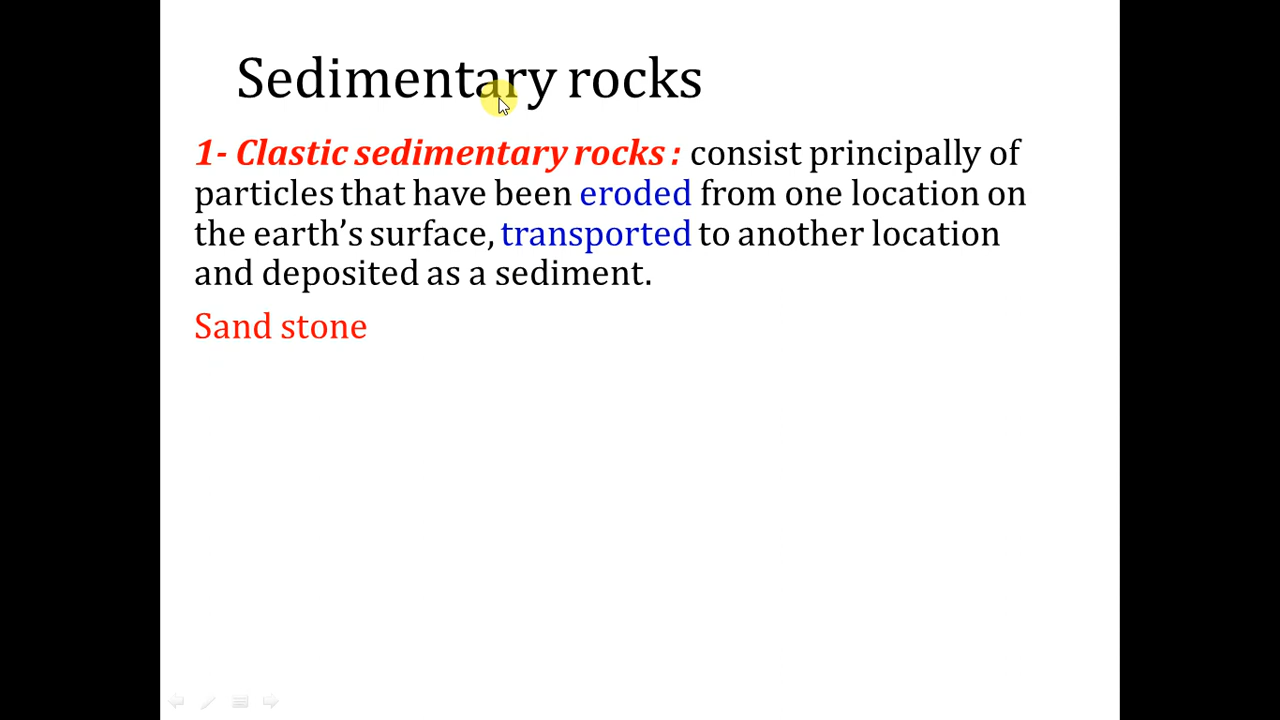 Sedimentary rocks
1- Clastic sedimentary rocks : consist principally of
particles that have been eroded from one location on
the earth’s surface, transported to another location
and deposited as a sediment.
Sand stone